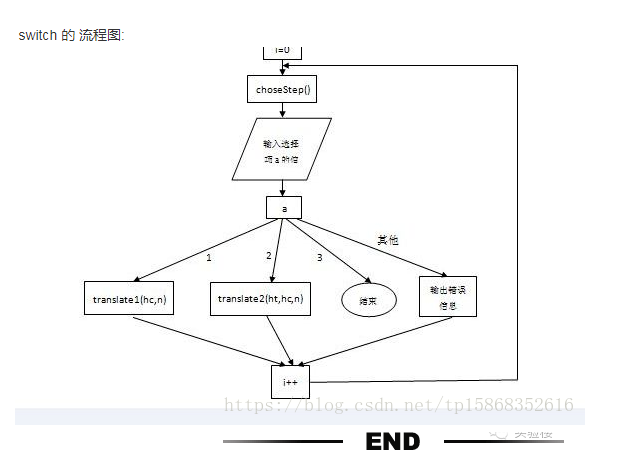 switch 的 流程图:
i=0
choseStep()
输入选择
项 a 的值
a
1
2
3
其他
translate1(hc,n)
translate2(ht,hc,n)
结束
输出错误
信息
i++
https://blog.csdn.net/tp15868352616
END